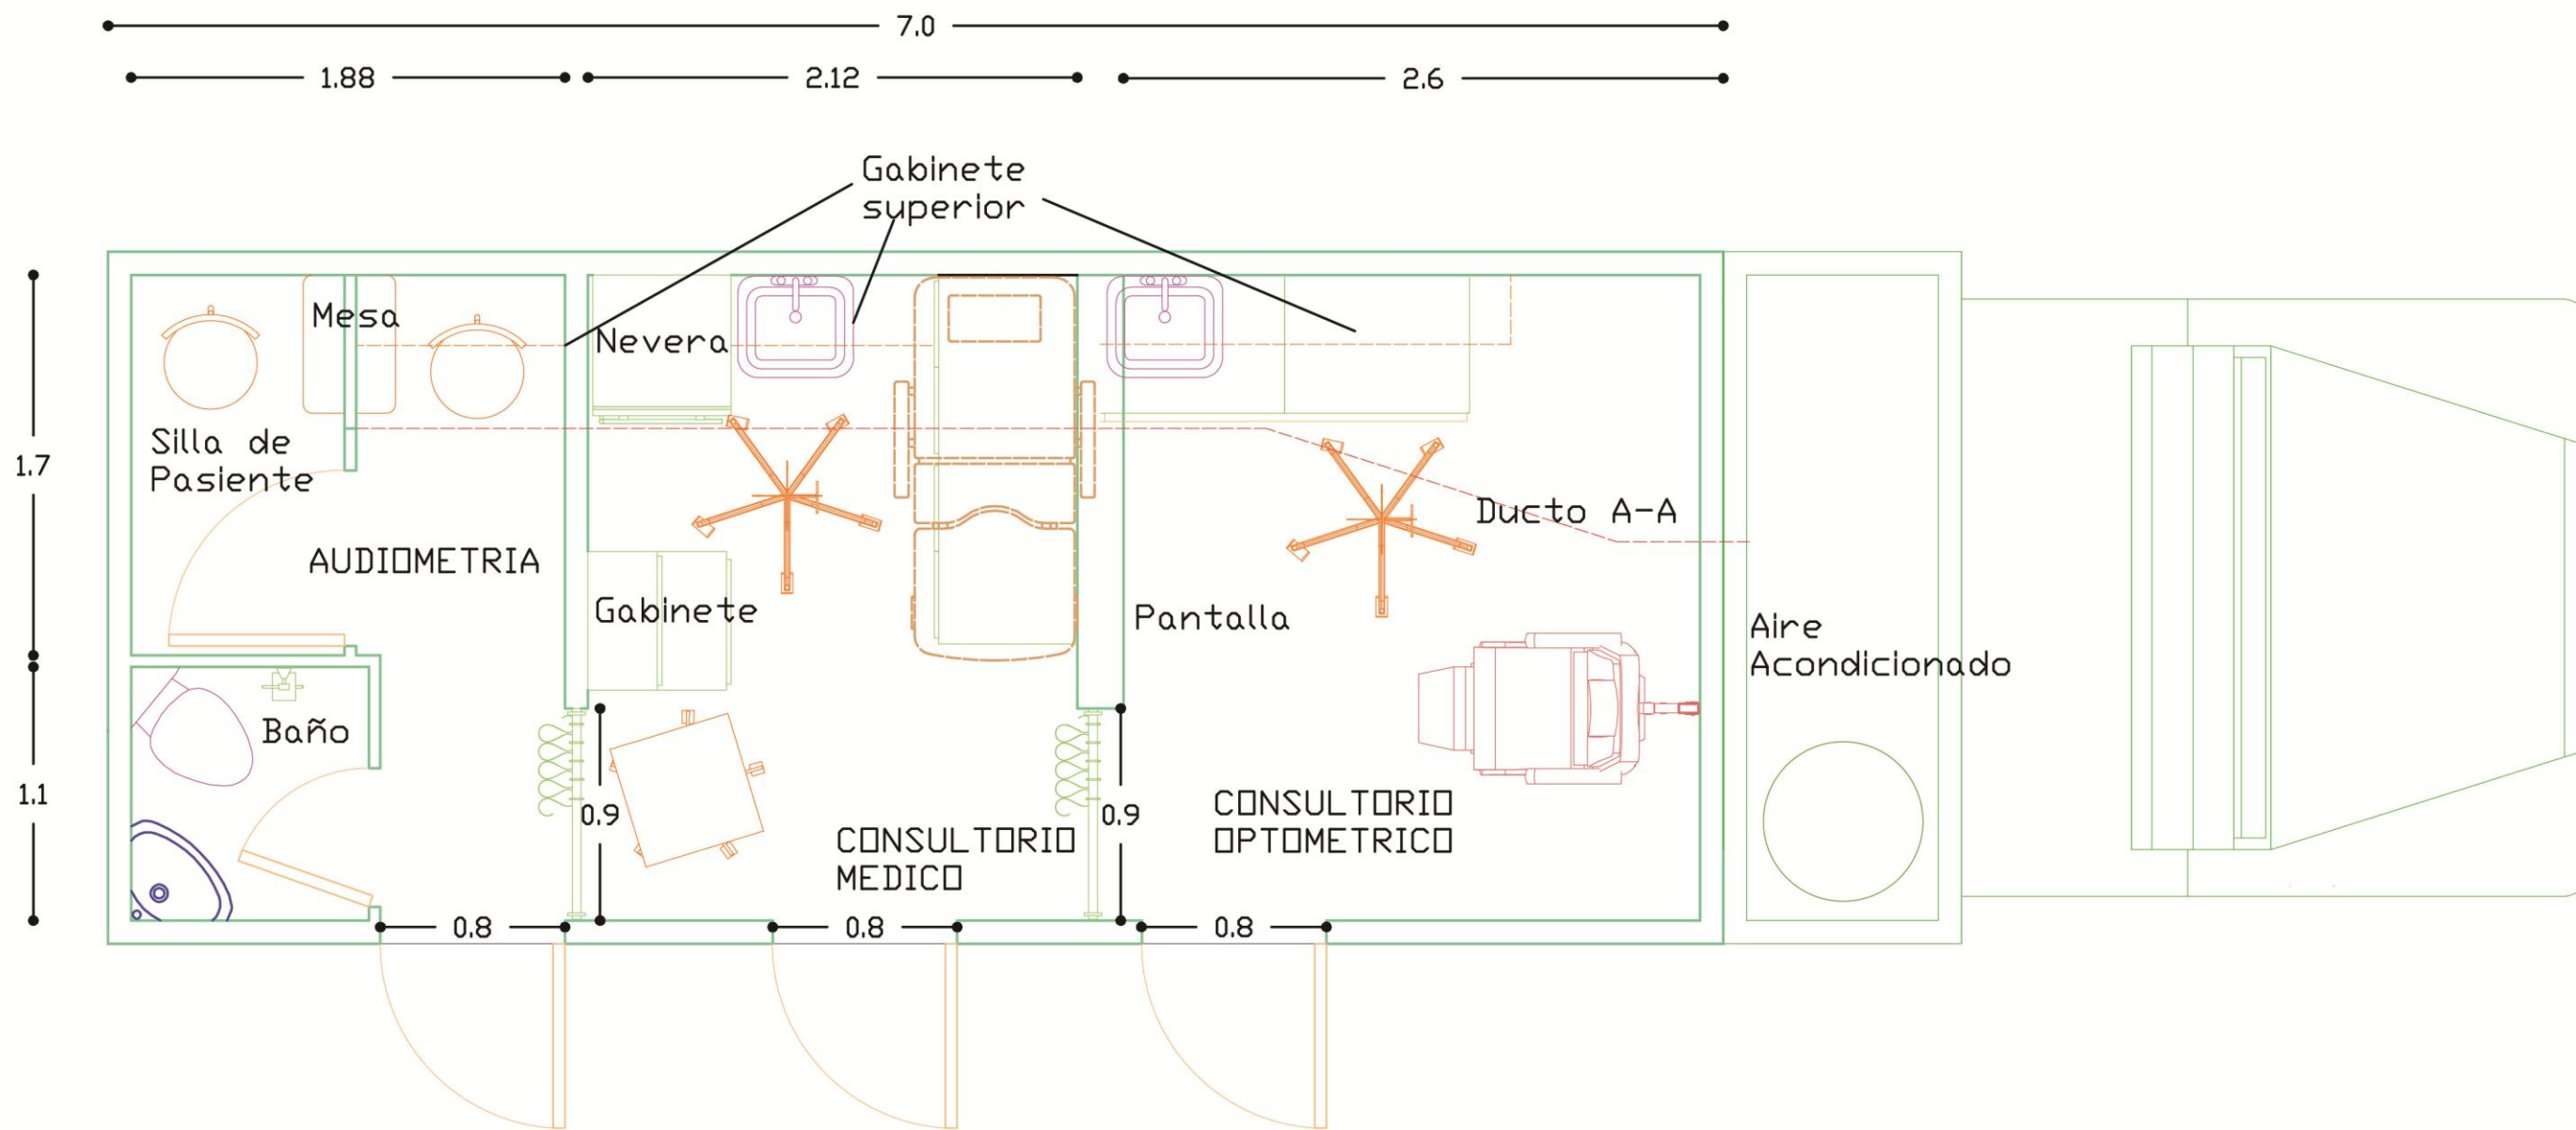 7.0
1.88
2.12
2.6
Gabinete
superior
Mesa
Nevera
Silla de
Pasiente
1.7
Ducto A-A
AUDIOMETRIA
Gabinete
Pantalla
Aire
Acondicionado
Baño
1.1
0.9
0.9
CONSULTORIO
MEDICO
CONSULTORIO
OPTOMETRICO
0.8
0.8
0.8